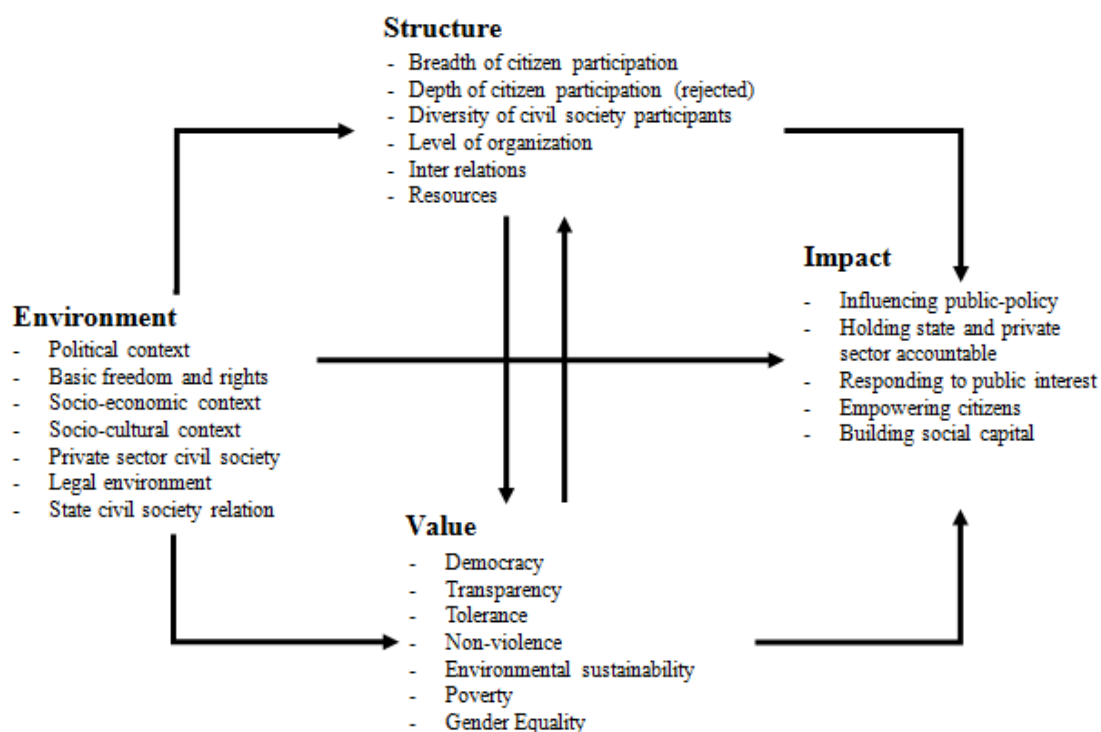 Structure
- Breadth of citizen participation
- Depth of citizen participation (rejected)
- Diversity of civil society participants
- Level of organization
- Inter relations
- Resources
Environment
- Political context
- Basic freedom and rights
- Socio-economic context
- Socio-cultural context
- Private sector civil society
- Legal environment
- State civil society relation
Impact
- Influencing public-policy
- Holding state and private
sector accountable
- Responding to public interest
- Empowering citizens
- Building social capital
Value
- Democracy
- Transparency
- Tolerance
- Non-violence
- Environmental sustainability
- Poverty
- Gender Equality